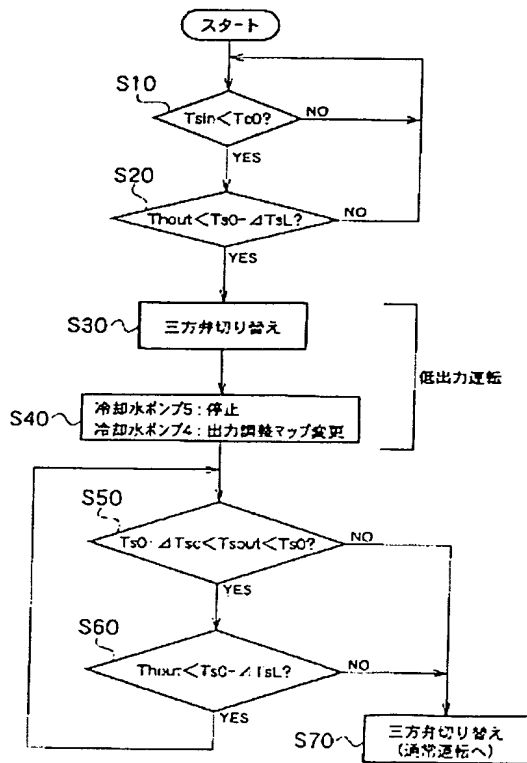 スタート
S10
Tsin<Ts0?
NO
YES
S20
Thout<Ts0-⊿TsL?
NO
YES
S30
三方弁切り替え
低出力運転
S40
冷却水ポンプ5:停止
冷却水ポンプ4:出力調整マップ変更
S50
Ts0-⊿Tsc<Tsout<Ts0?
NO
YES
S60
Thout<Ts0-⊿TsL?
NO
YES
S70
三方弁切り替え
(通常運転へ)